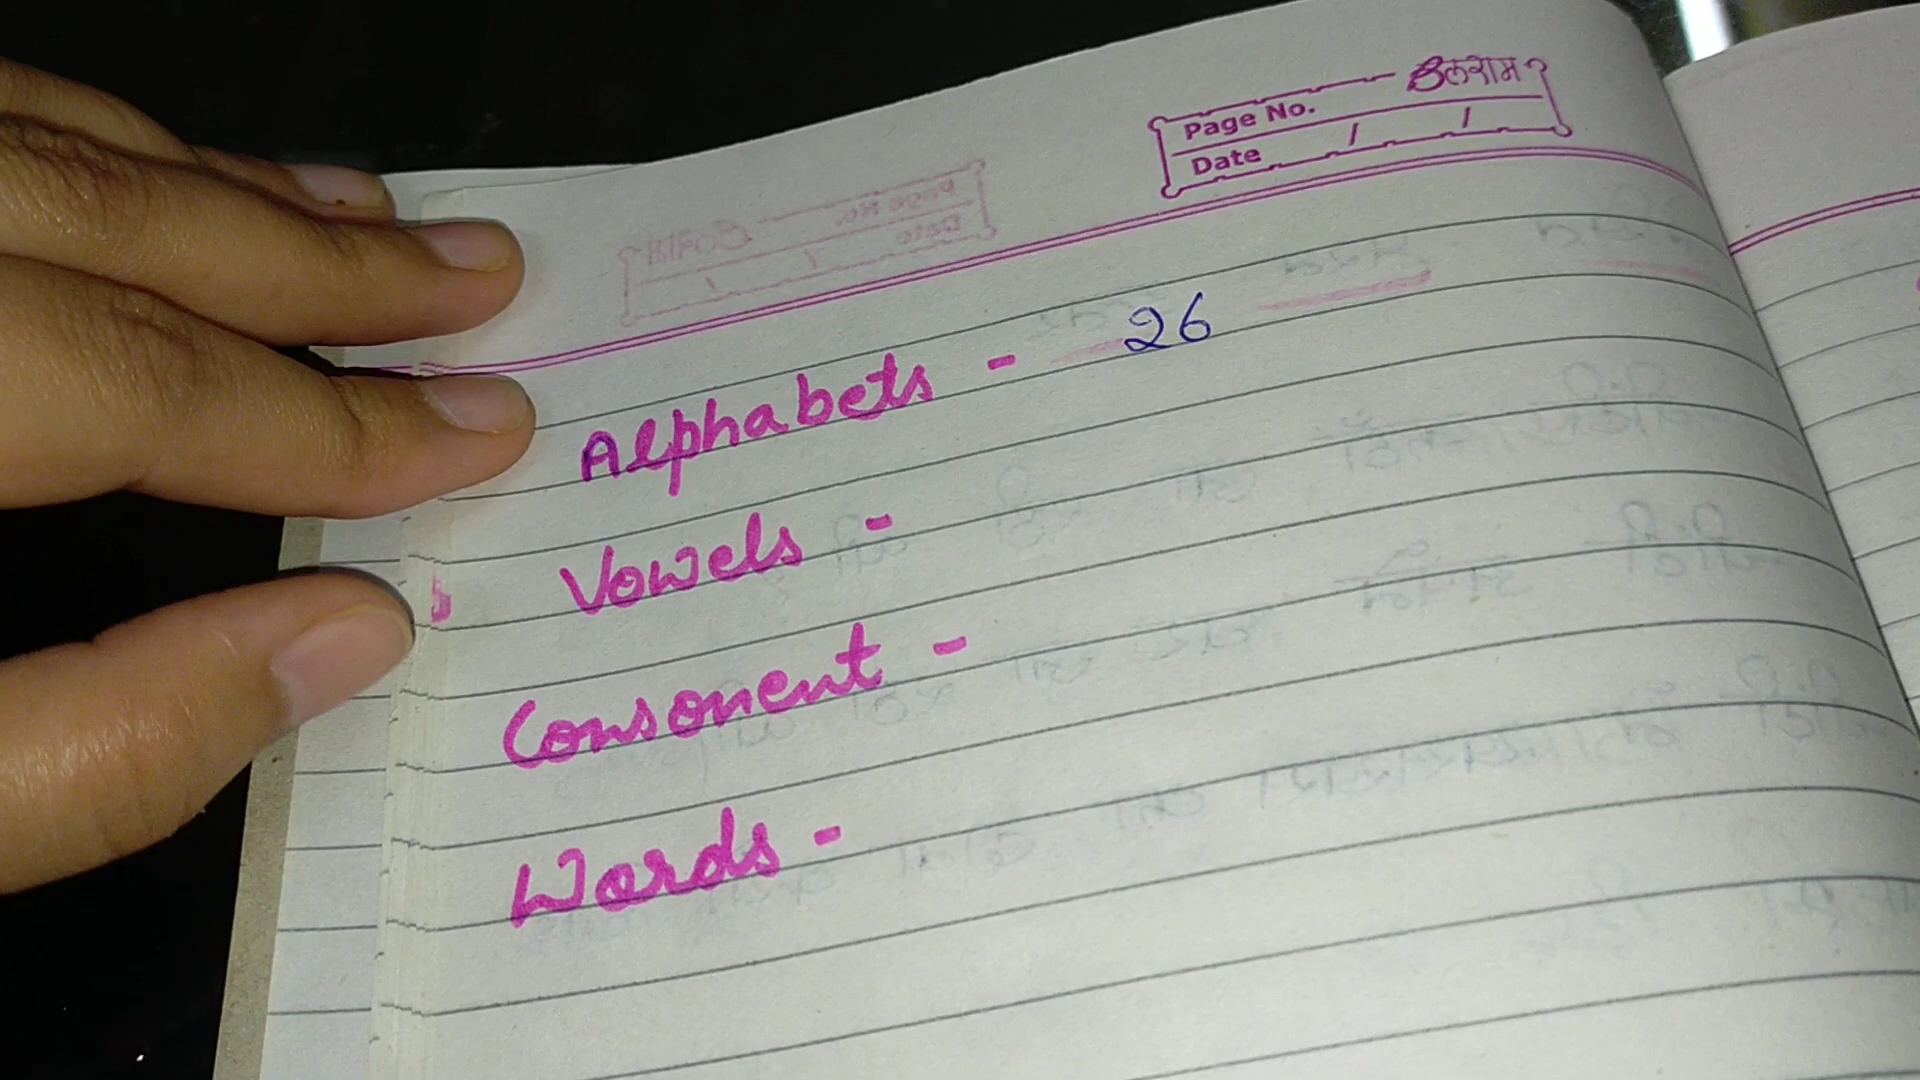 Page No.
Date / /
Alphabets - 26
Vowels -
Consonent -
Words -